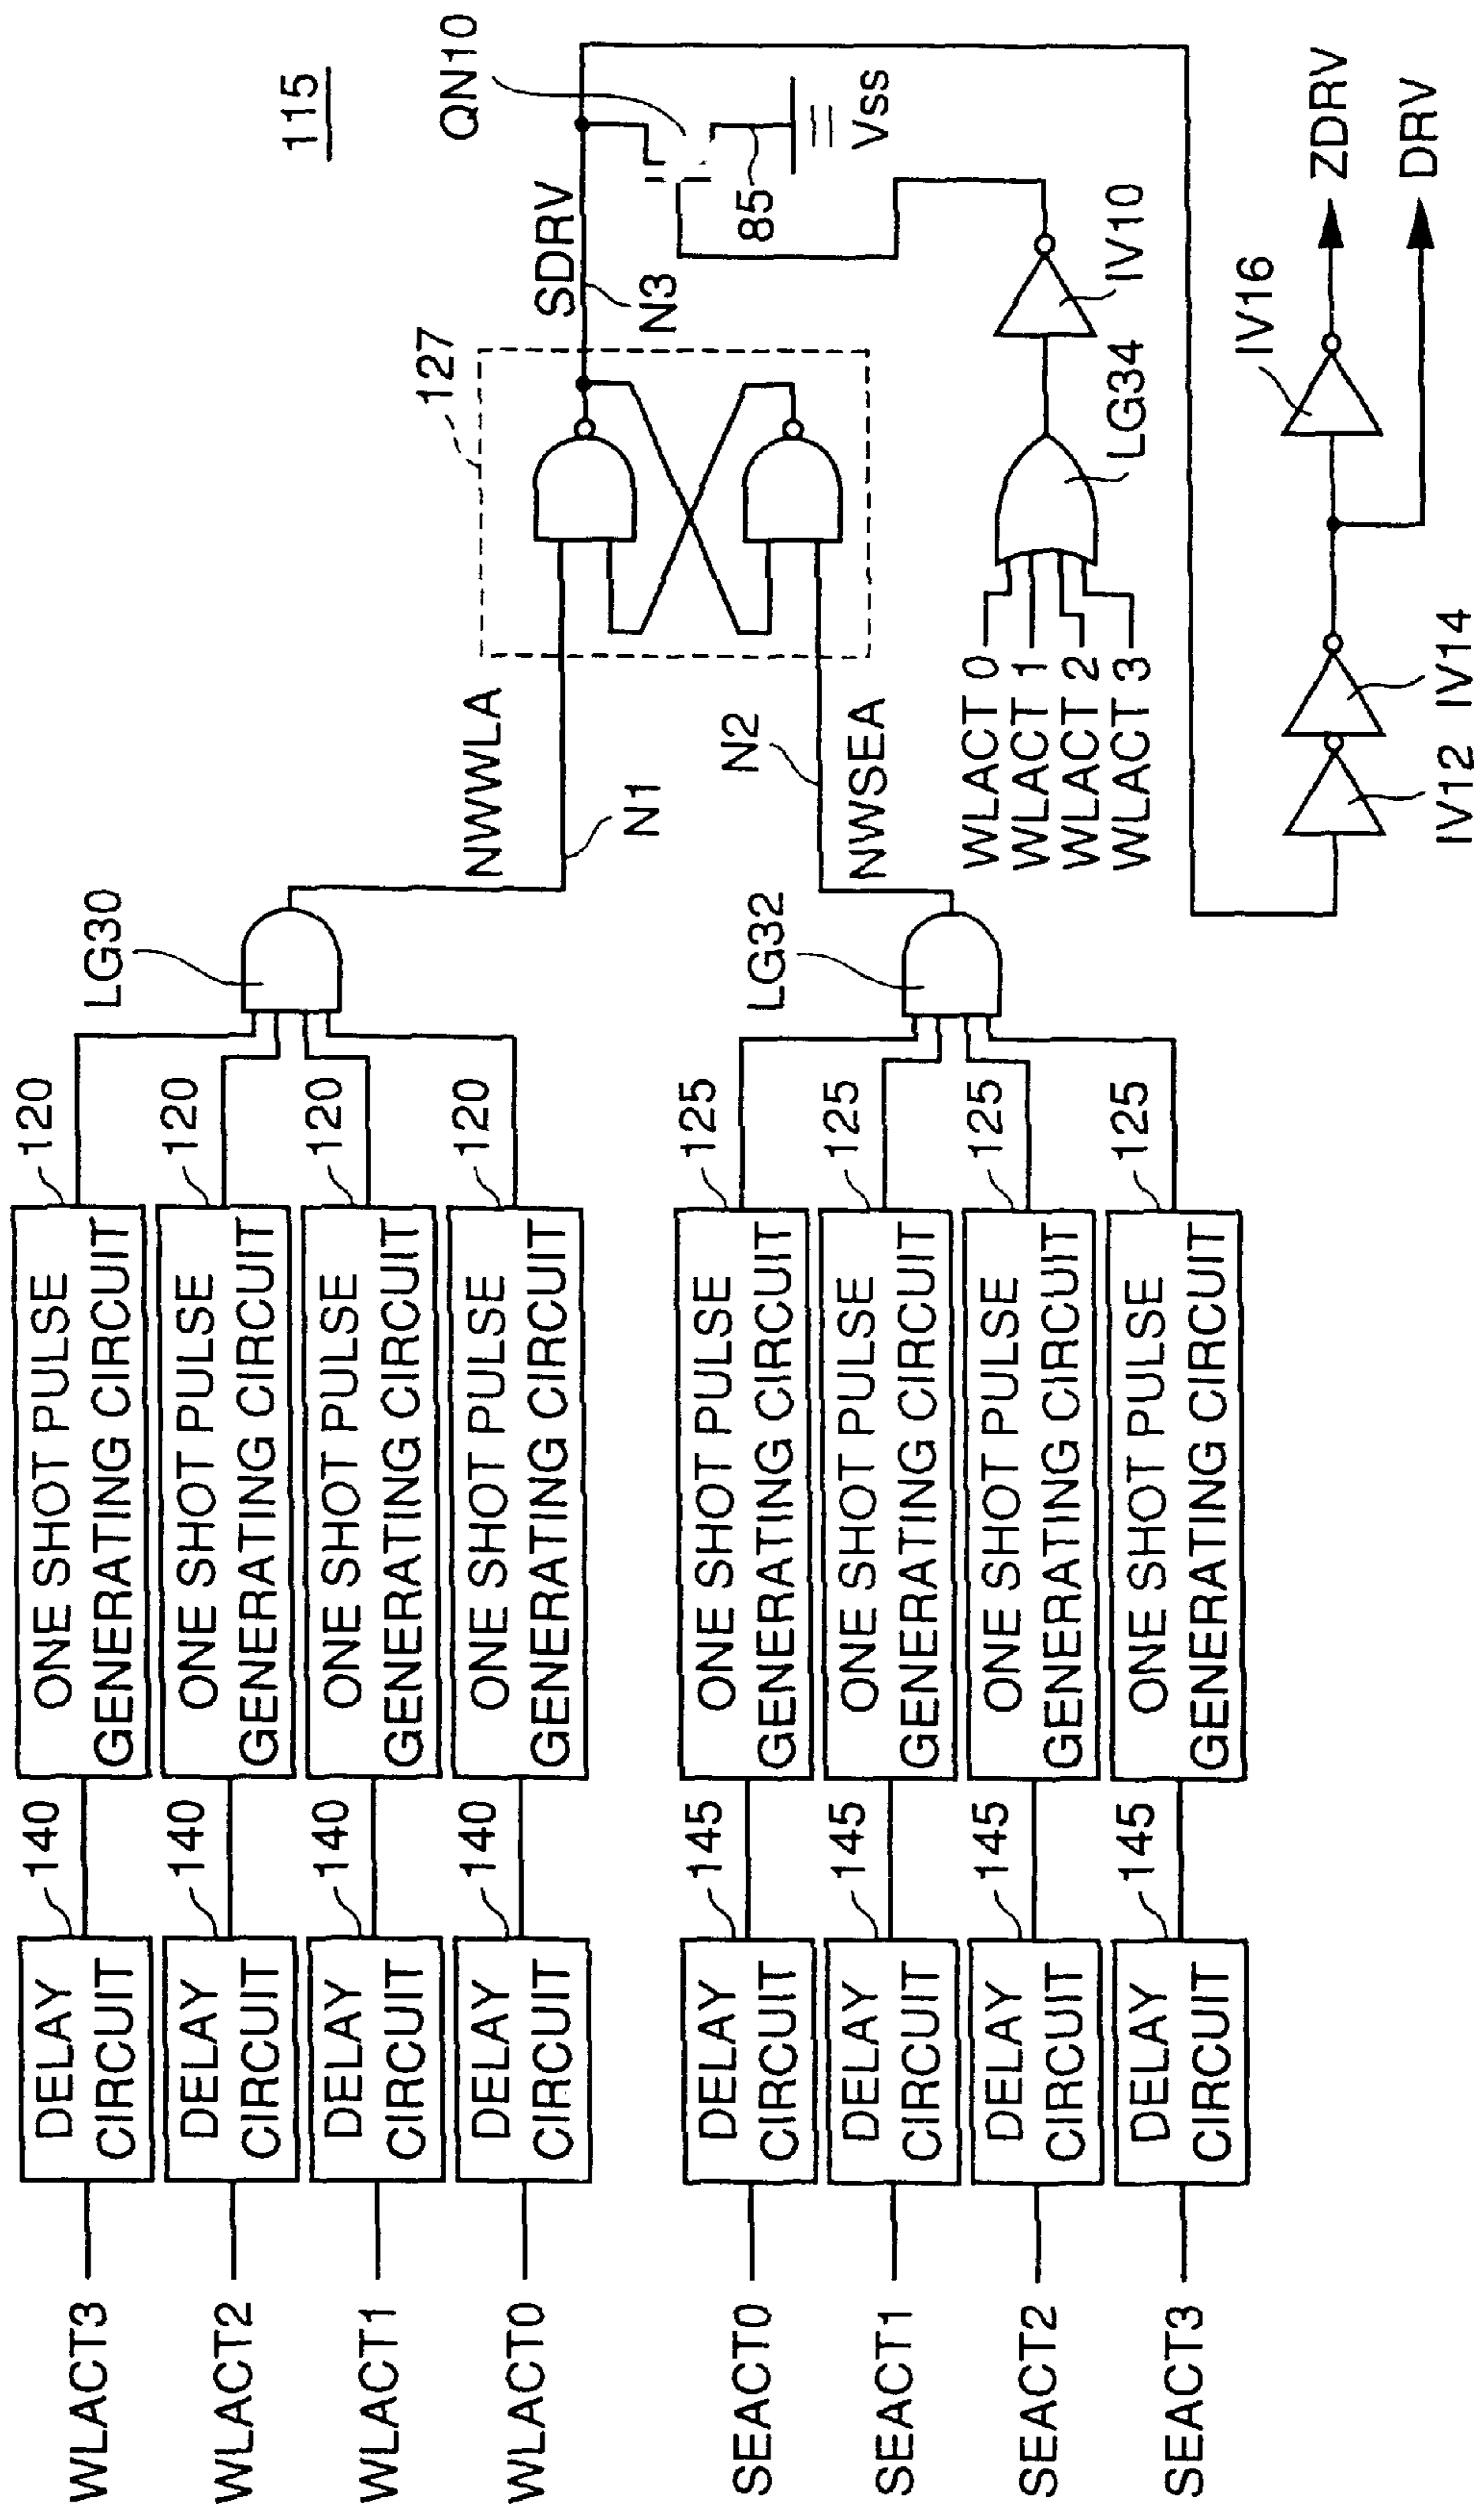 115
WLACT3
DELAY
CIRCUIT
140
ONE SHOT PULSE
GENERATING CIRCUIT
120
WLACT2
DELAY
CIRCUIT
140
ONE SHOT PULSE
GENERATING CIRCUIT
120
WLACT1
DELAY
CIRCUIT
140
ONE SHOT PULSE
GENERATING CIRCUIT
120
WLACT0
DELAY
CIRCUIT
140
ONE SHOT PULSE
GENERATING CIRCUIT
120
LG30
NWWLA
N1
127
SDRV
N3
QN10
85
Vss
SEACT0
DELAY
CIRCUIT
145
ONE SHOT PULSE
GENERATING CIRCUIT
125
SEACT1
DELAY
CIRCUIT
145
ONE SHOT PULSE
GENERATING CIRCUIT
125
SEACT2
DELAY
CIRCUIT
145
ONE SHOT PULSE
GENERATING CIRCUIT
125
SEACT3
DELAY
CIRCUIT
145
ONE SHOT PULSE
GENERATING CIRCUIT
125
LG32
N2
NWSEA
WLACT 0
WLACT 1
WLACT 2
WLACT 3
LG34
IV10
IV12
IV14
IV16
ZDRV
DRV